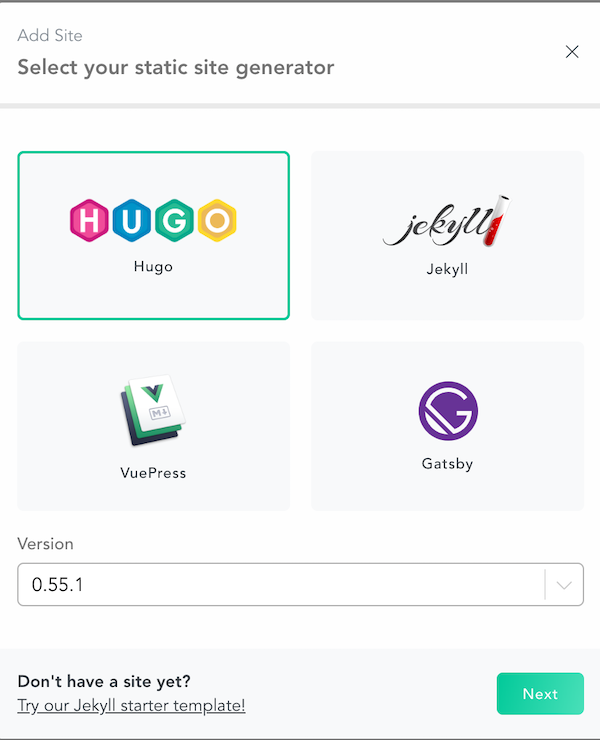 Add Site
Select your static site generator
HUGO
jekyll
Hugo
Jekyll
M↓
VuePress
Gatsby
Version
0.55.1
Don't have a site yet?
Try our Jekyll starter template!
Next